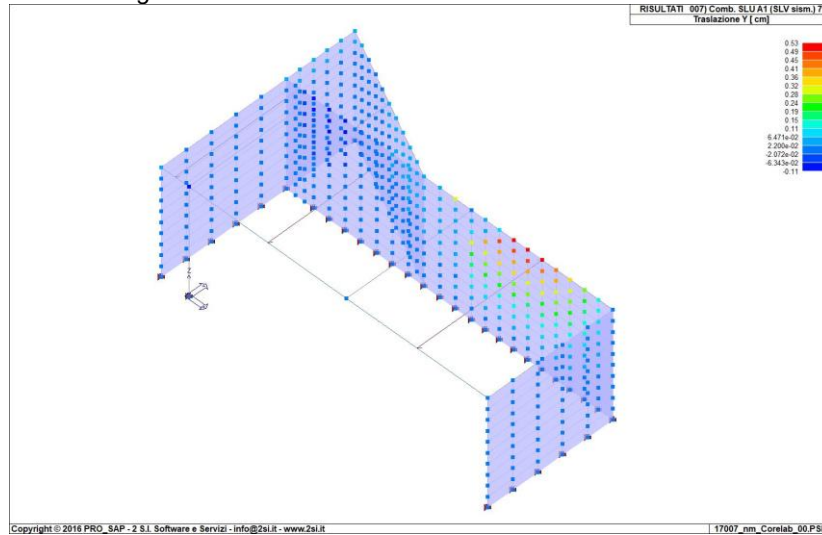 RISULTATI 007) Comb. SLU A1 (SLV sism.) 7
Traslazione Y [ cm]
0.53
0.49
0.45
0.41
0.36
0.32
0.28
0.24
0.19
0.15
0.11
6.471e-02
2.200e-02
-2.072e-02
-6.343e-02
-0.11
Z
Copyright © 2016 PRO_SAP - 2 S.I. Software e Servizi - info@2si.it - www.2si.it
17007_nm_Corelab_00.PS